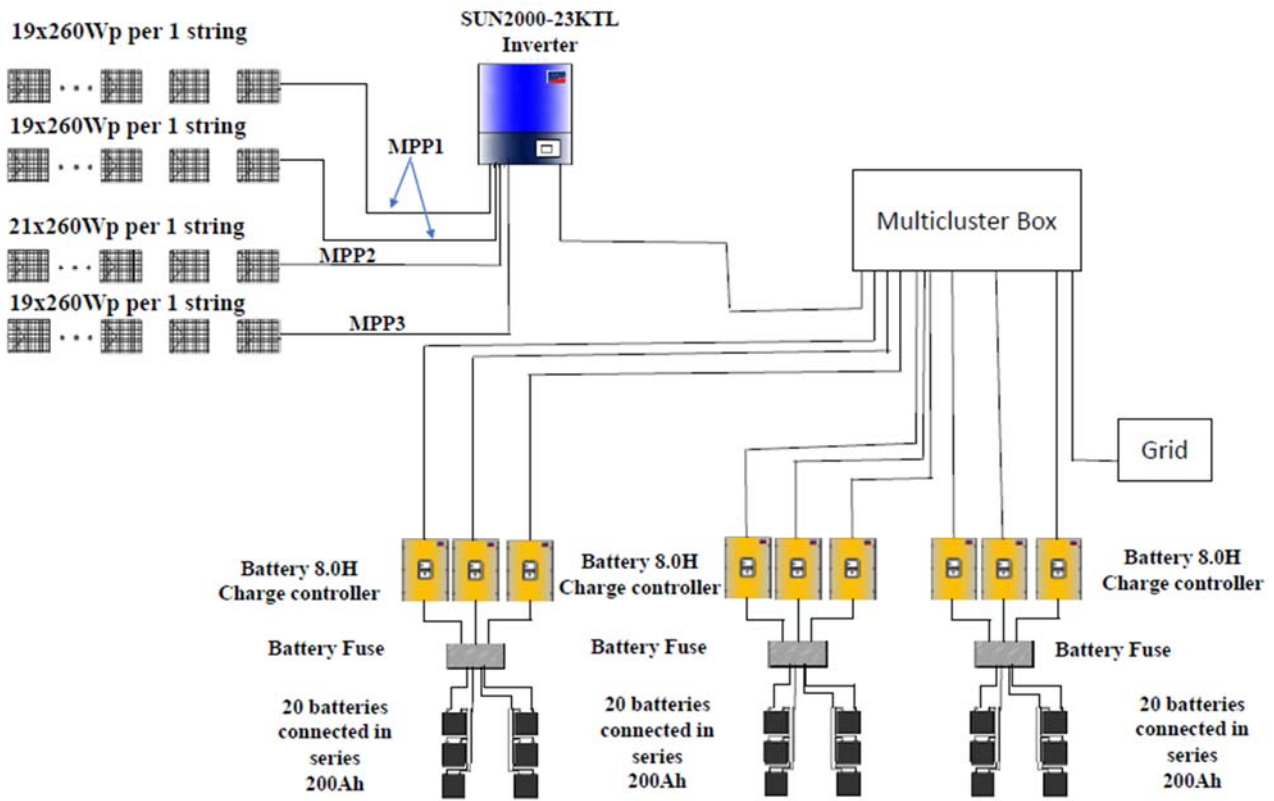 19x260Wp per 1 string
SUN2000-23KTL
Inverter
19x260Wp per 1 string
MPP1
21x260Wp per 1 string
MPP2
19x260Wp per 1 string
MPP3
Multicluster Box
Grid
Battery 8.0H
Charge controller
Battery 8.0H
Charge controller
Battery 8.0H
Charge controller
Battery Fuse
Battery Fuse
Battery Fuse
20 batteries
connected in
series
200Ah
20 batteries
connected in
series
200Ah
20 batteries
connected in
series
200Ah